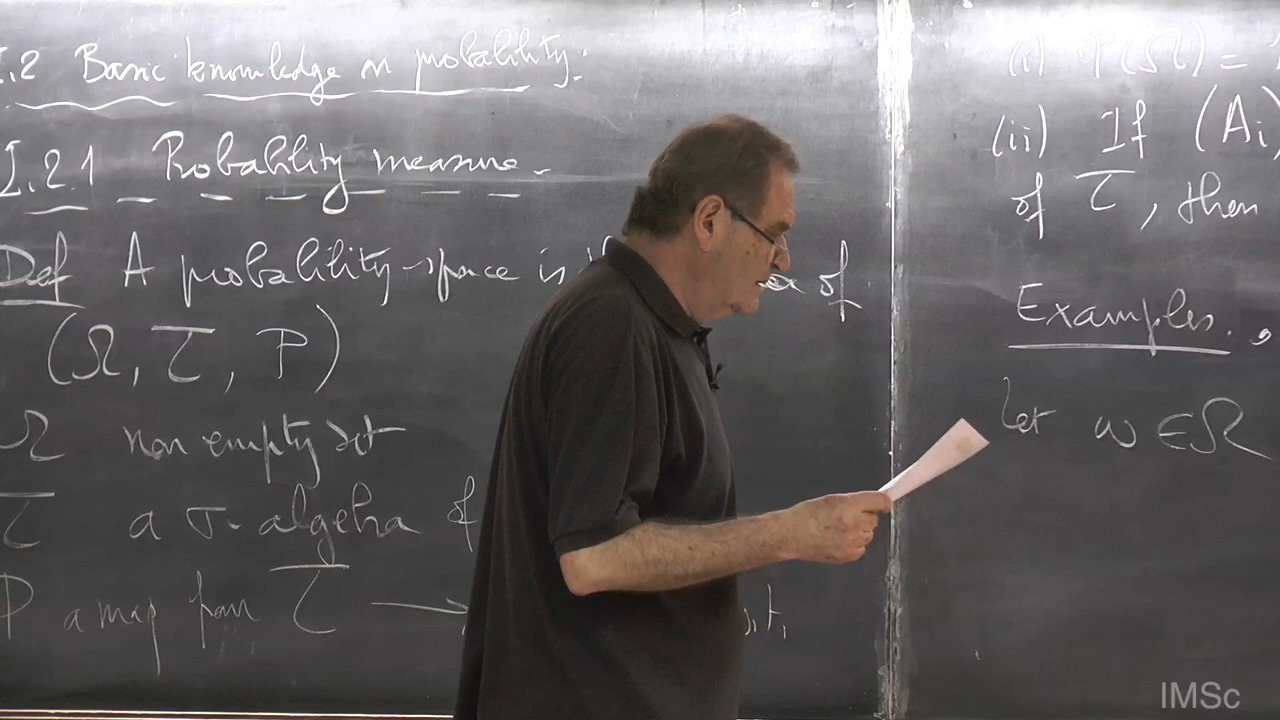 I.2 Basic knowledge on probability.
I.2.1 Probability measure.
Def A probability-space is of
(Ω, τ, P)
Ω non empty set
τ a σ-algebra of
P a map from τ →
(i) P(Ω) =
(ii) If (Ai)
of τ, then
Examples.
Let ω ∈ Ω
IMSc